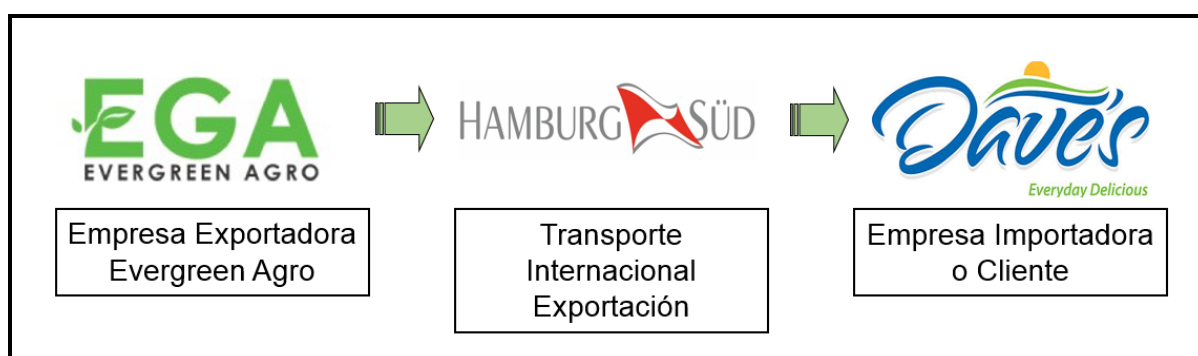 EGA
EVERGREEN AGRO
HAMBURG SÜD
Dave's
Everyday Delicious
Empresa Exportadora
Evergreen Agro
Transporte
Internacional
Exportación
Empresa Importadora
o Cliente